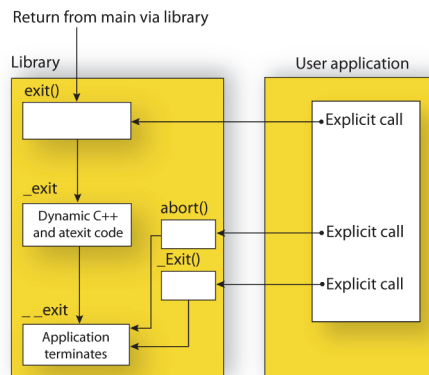 Return from main via library
Library
User application
exit()
Explicit call
_exit
Dynamic C++
and atexit code
abort()
Explicit call
_Exit()
Explicit call
_ _exit
Application
terminates